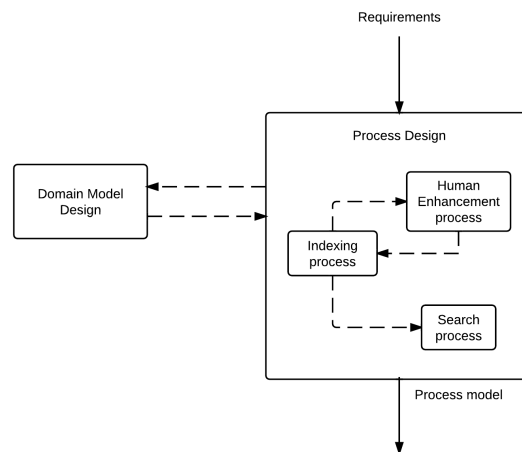 Requirements
Process Design
Domain Model
Design
Human
Enhancement
process
Indexing
process
Search
process
Process model